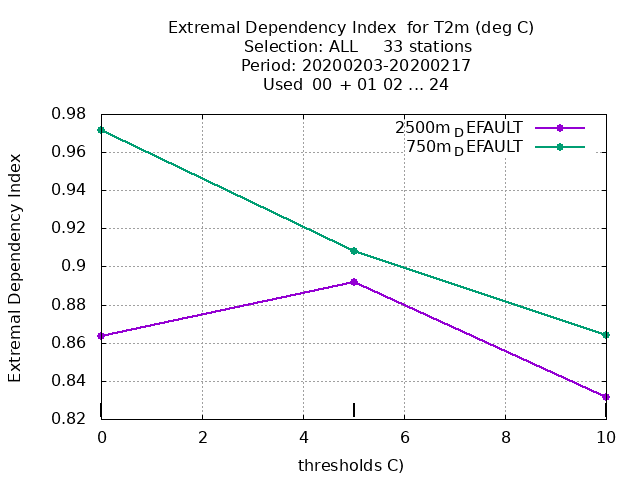 Extremal Dependency Index for T2m (deg C)
Selection: ALL 33 stations
Period: 20200203-20200217
Used 00 + 01 02 ... 24
2500m DEFAULT
750m DEFAULT
Extremal Dependency Index
0.98
0.96
0.94
0.92
0.9
0.88
0.86
0.84
0.82
0 2 4 6 8 10
thresholds C)